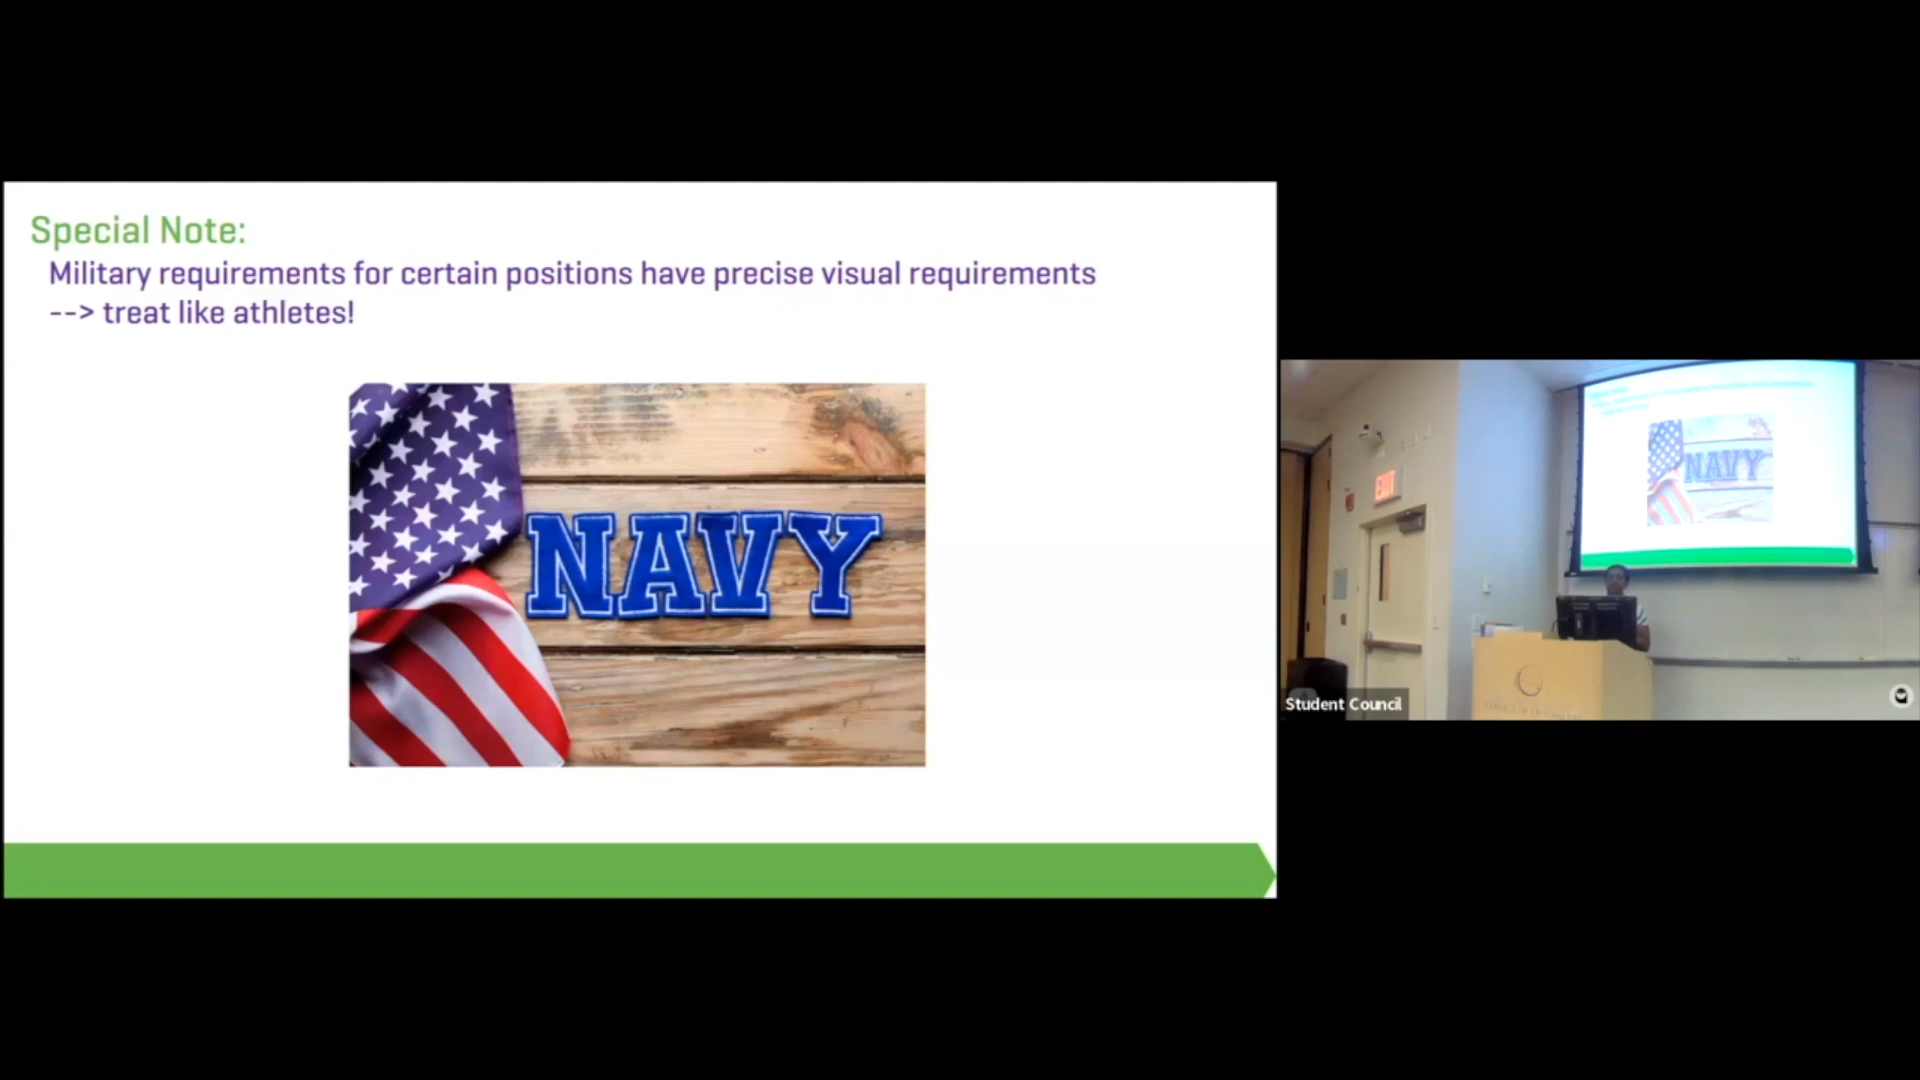 Special Note:
Military requirements for certain positions have precise visual requirements
--> treat like athletes!
NAVY
NAVY
EXIT
Student Council